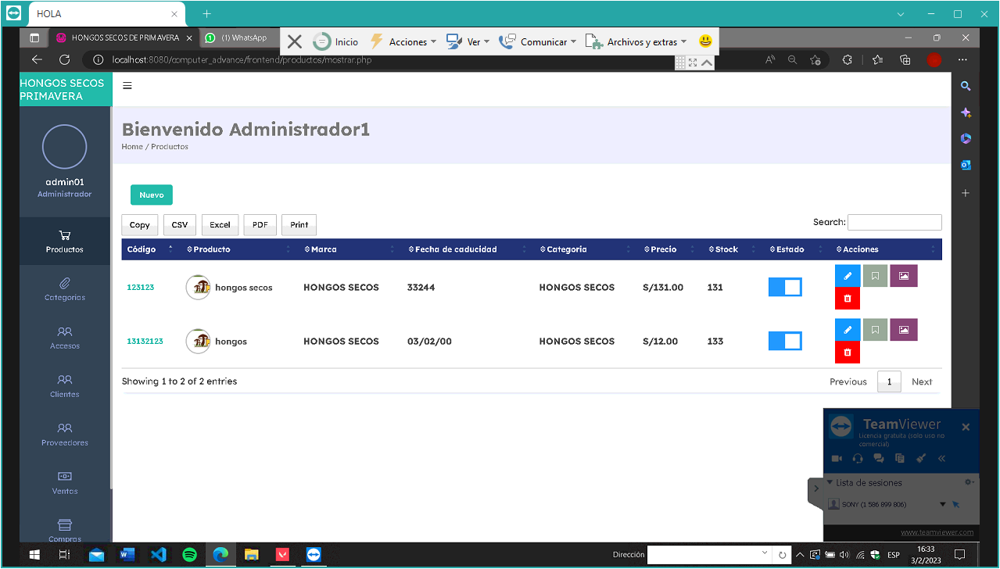 HOLA
HONGOS SECOS DE PRIMAVERA
(1) WhatsApp
Inicio
Acciones
Ver
Comunicar
Archivos y extras
localhost:8080/computer_advance/frontend/productos/mostrar.php
HONGOS SECOS
PRIMAVERA
Bienvenido Administrador1
Home / Productos
admin01
Administrador
Productos
Categorias
Accesos
Clientes
Proveedores
Ventas
Compras
Nuevo
Copy CSV Excel PDF Print
Search:
Código Producto Marca Fecha de caducidad Categoria Precio Stock Estado Acciones
123123 hongos secos HONGOS SECOS 33244 HONGOS SECOS S/131.00 131
13132123 hongos HONGOS SECOS 03/02/00 HONGOS SECOS S/12.00 133
Showing 1 to 2 of 2 entries
Previous 1 Next
TeamViewer
Licencia gratuita (solo uso no
comercial)
Lista de sesiones
SONY (1 586 899 806)
www.teamviewer.com
Dirección
ESP
16:33
3/2/2023